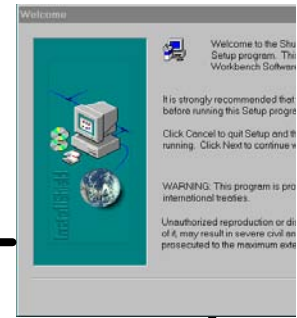 Welcome
Welcome to the Shu
Setup program. This
Workbench Software
It is strongly recommended that
before running this Setup progra
Click Cancel to quit Setup and th
running. Click Next to continue w
WARNING: This program is pro
international treaties.
Unauthorized reproduction or dis
of it, may result in severe civil an
prosecuted to the maximum exte
InstallShield